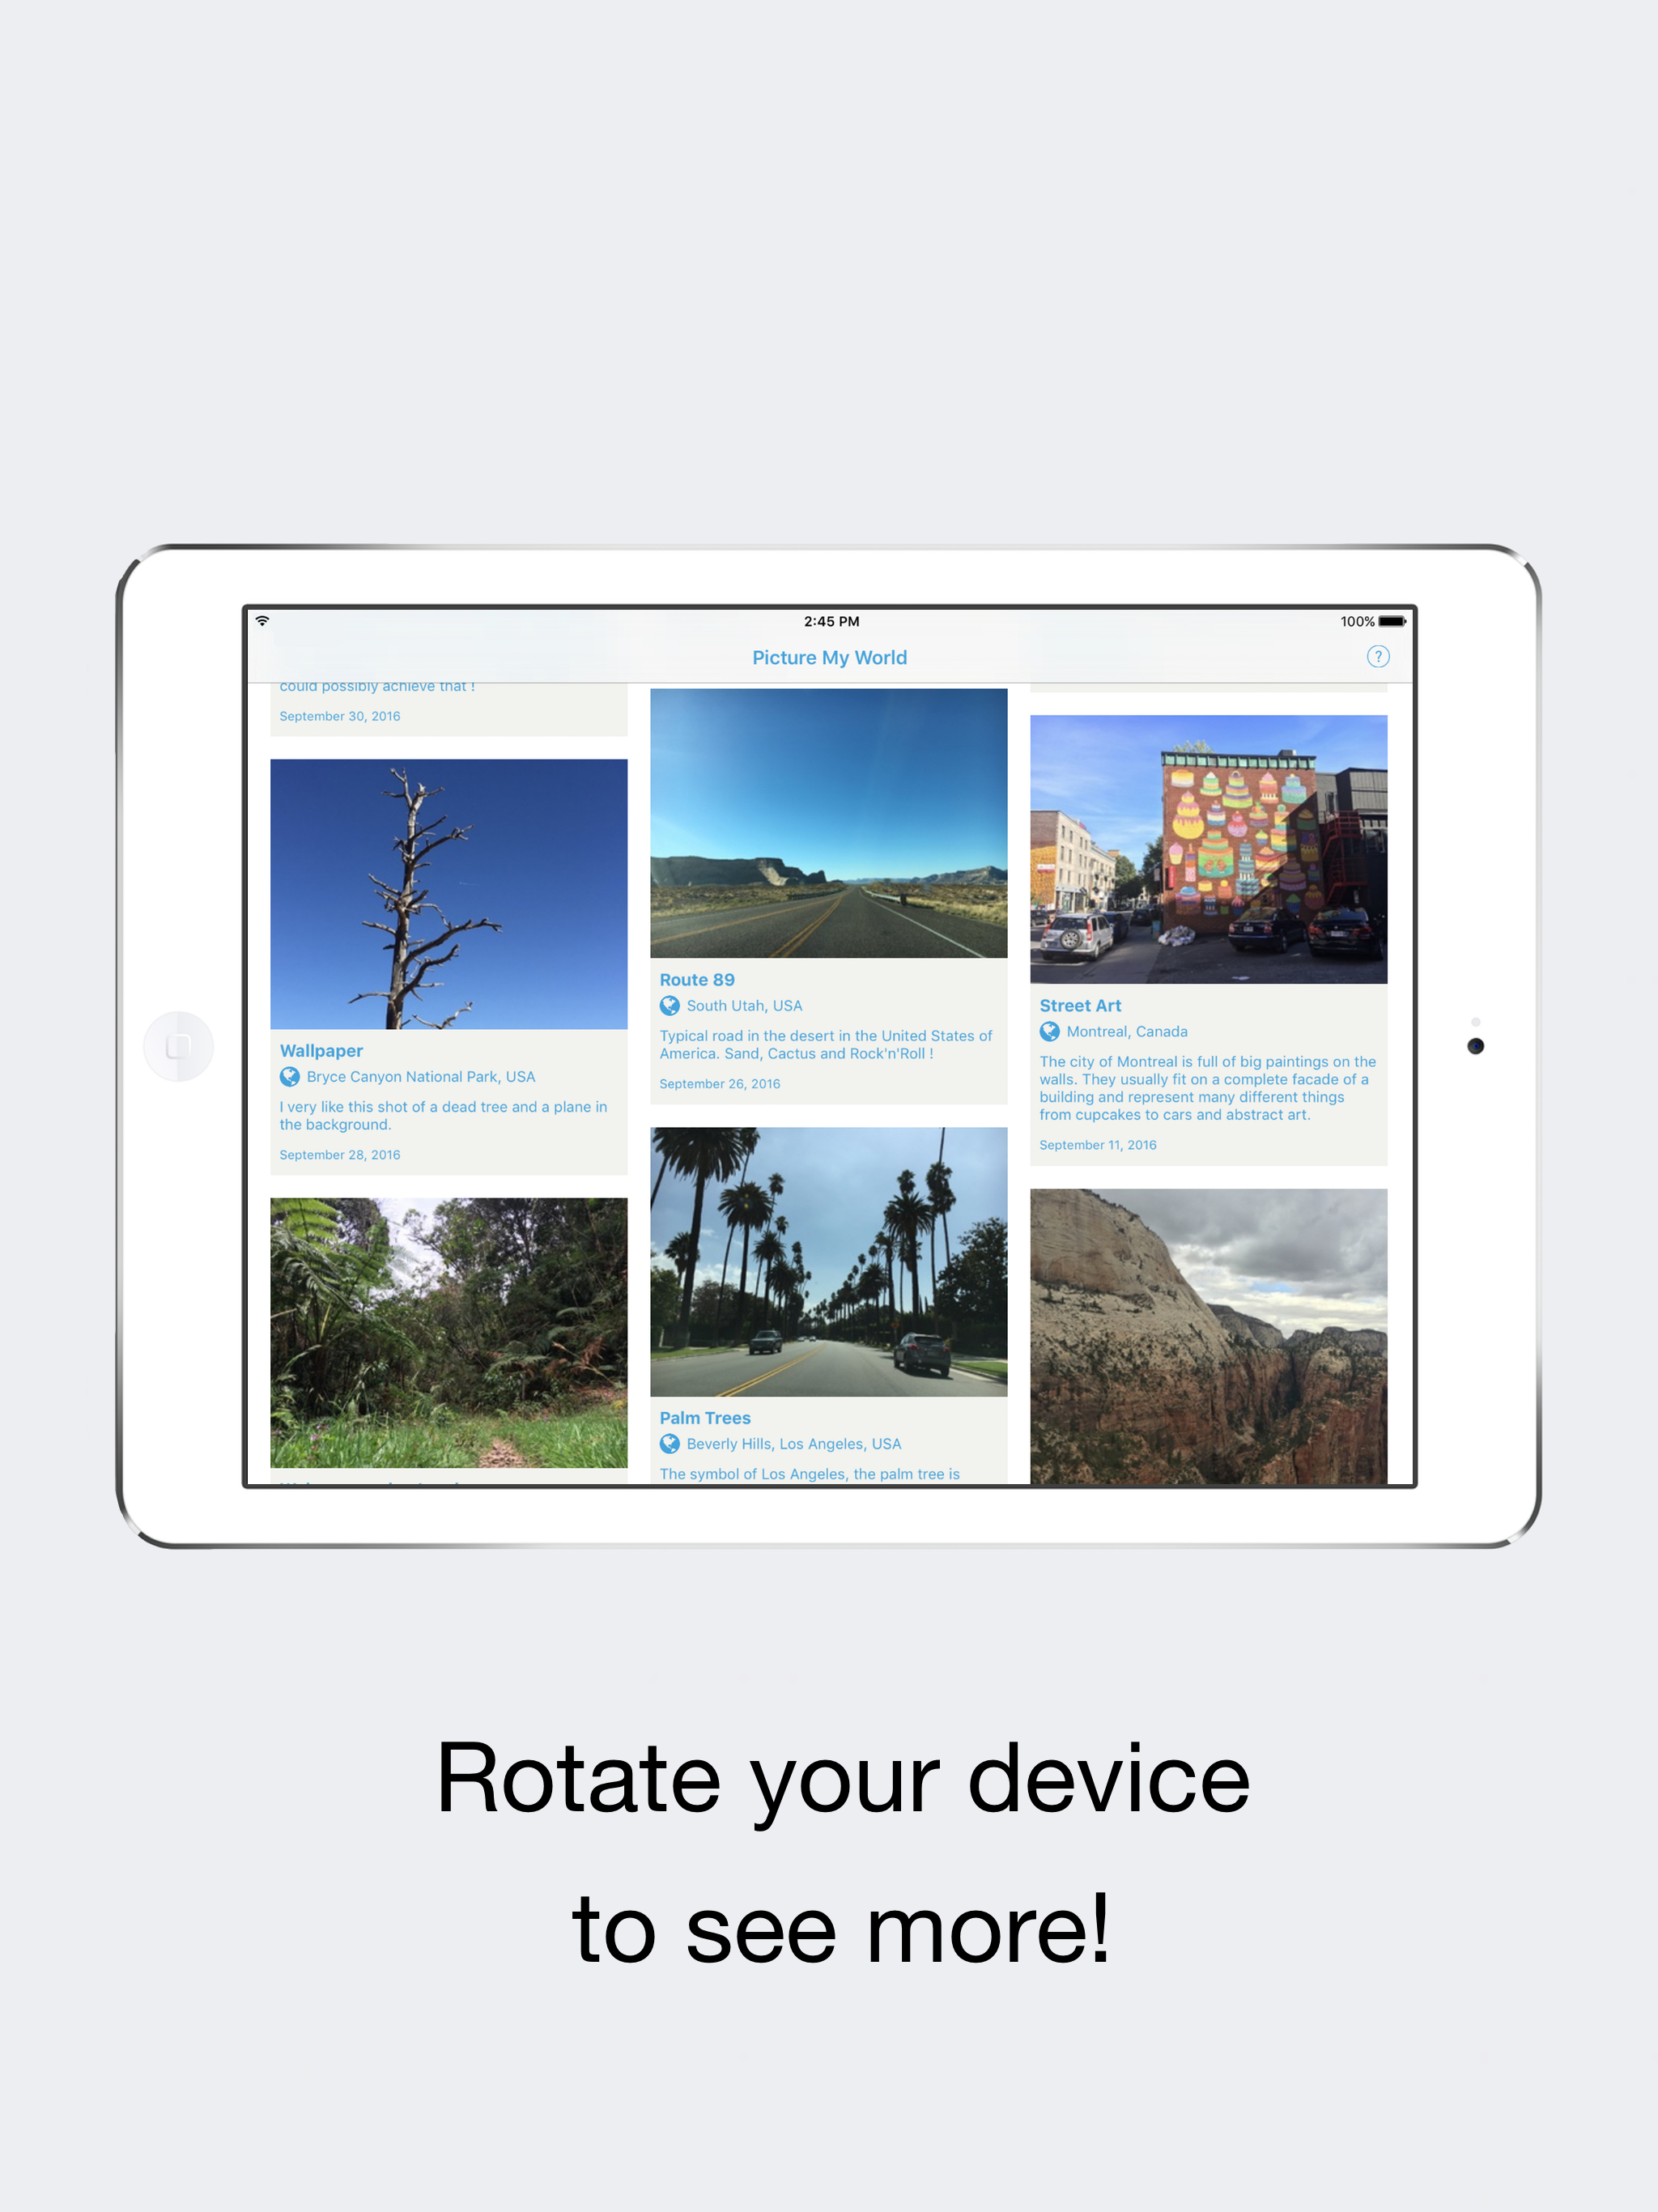 2:45 PM
100%
Picture My World
?
could possibly achieve that !
September 30, 2016
Wallpaper
Bryce Canyon National Park, USA
I very like this shot of a dead tree and a plane in
the background.
September 28, 2016
Route 89
South Utah, USA
Typical road in the desert in the United States of
America. Sand, Cactus and Rock'n'Roll !
September 26, 2016
Palm Trees
Beverly Hills, Los Angeles, USA
The symbol of Los Angeles, the palm tree is
Street Art
Montreal, Canada
The city of Montreal is full of big paintings on the
walls. They usually fit on a complete facade of a
building and represent many different things
from cupcakes to cars and abstract art.
September 11, 2016
Rotate your device
to see more!